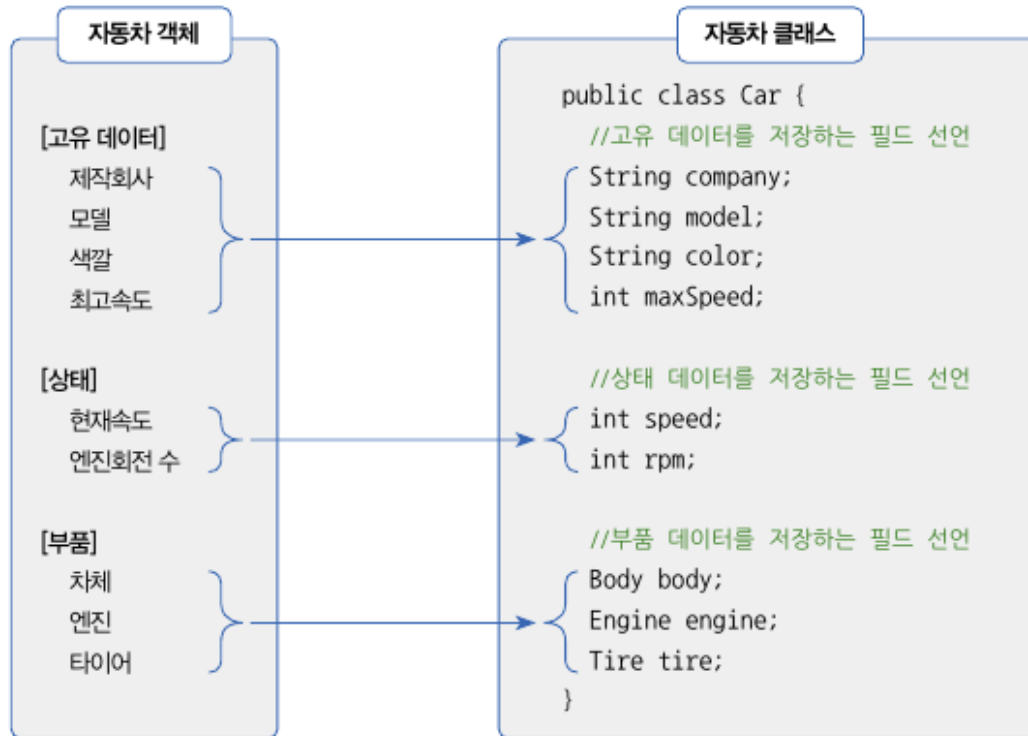 자동차 객체
[고유 데이터]
제작회사
모델
색깔
최고속도
[상태]
현재속도
엔진회전 수
[부품]
차체
엔진
타이어
자동차 클래스
public class Car {
//고유 데이터를 저장하는 필드 선언
String company;
String model;
String color;
int maxSpeed;
//상태 데이터를 저장하는 필드 선언
int speed;
int rpm;
//부품 데이터를 저장하는 필드 선언
Body body;
Engine engine;
Tire tire;
}